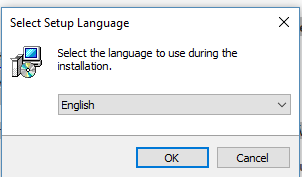 Select Setup Language
Select the language to use during the
installation.
English
OK
Cancel